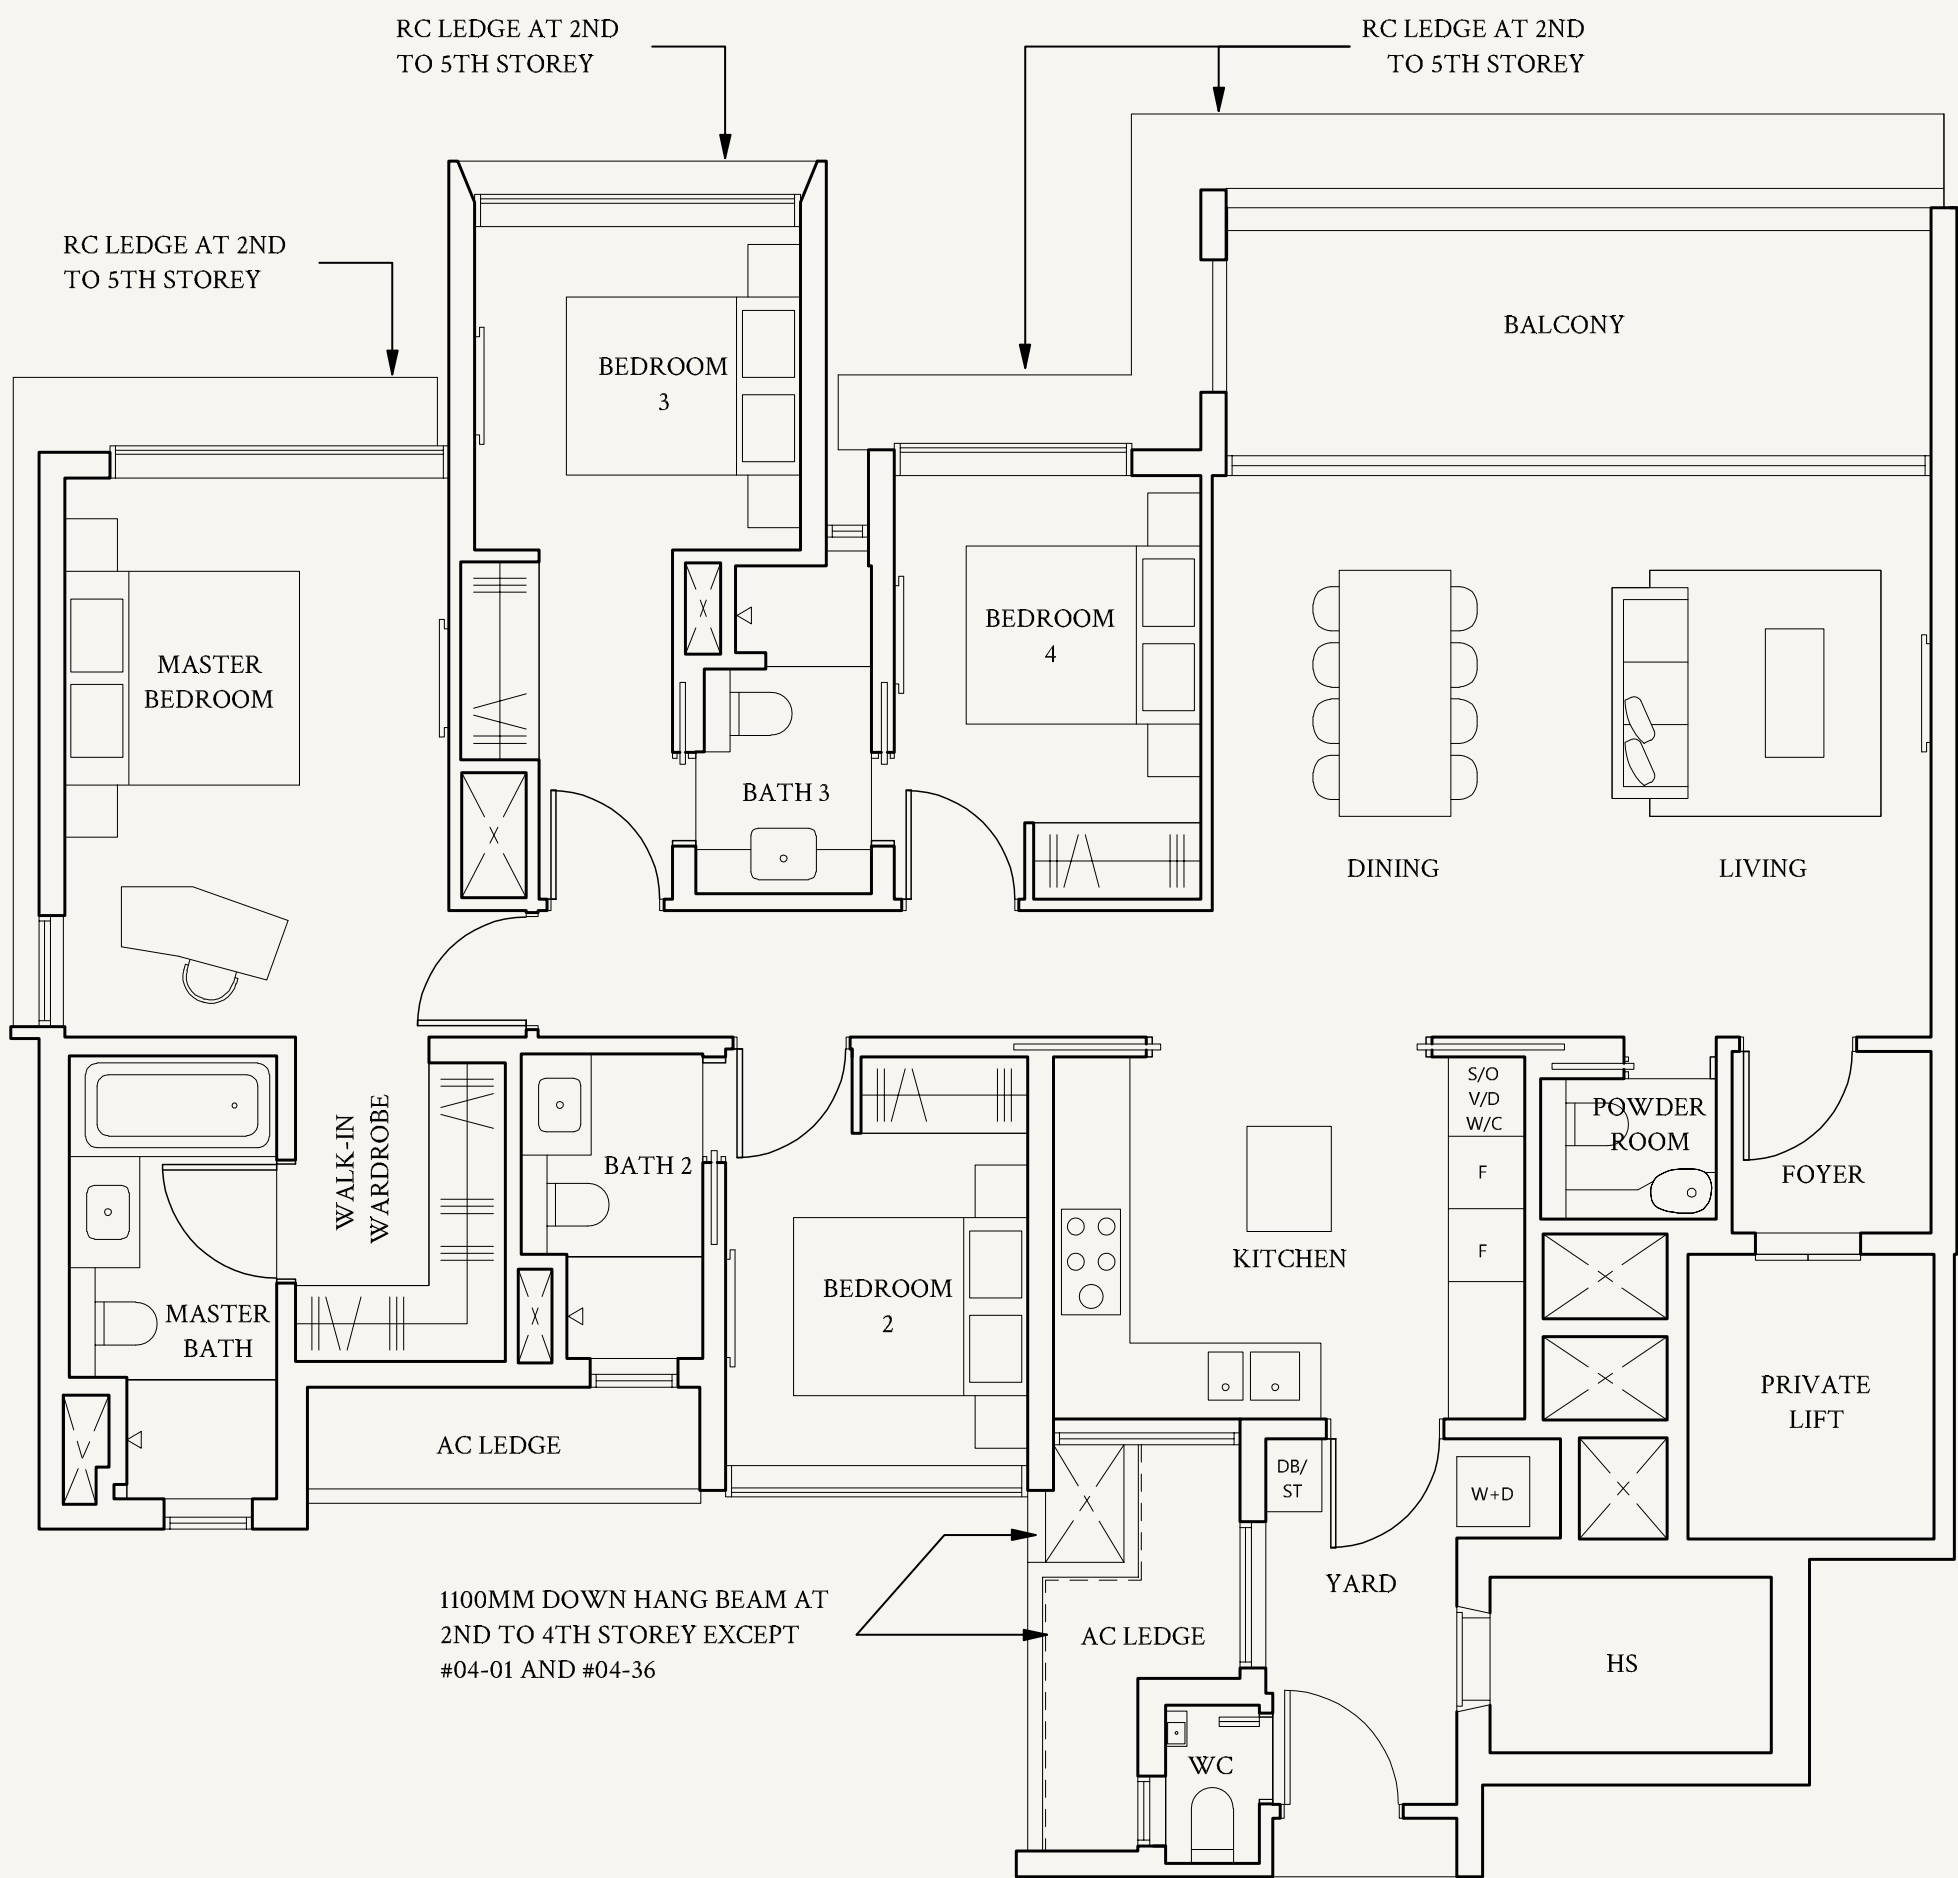 RC LEDGE AT 2ND
TO 5TH STOREY
RC LEDGE AT 2ND
TO 5TH STOREY
RC LEDGE AT 2ND
TO 5TH STOREY
BALCONY
BEDROOM
3
BEDROOM
4
MASTER
BEDROOM
BATH 3
DINING
LIVING
S/O
V/D
W/C
F
F
POWDER
ROOM
FOYER
WALK-IN
WARDROBE
BATH 2
KITCHEN
BEDROOM
2
MASTER
BATH
PRIVATE
LIFT
AC LEDGE
DB/
ST
W+D
YARD
1100MM DOWN HANG BEAM AT
2ND TO 4TH STOREY EXCEPT
#04-01 AND #04-36
AC LEDGE
HS
WC